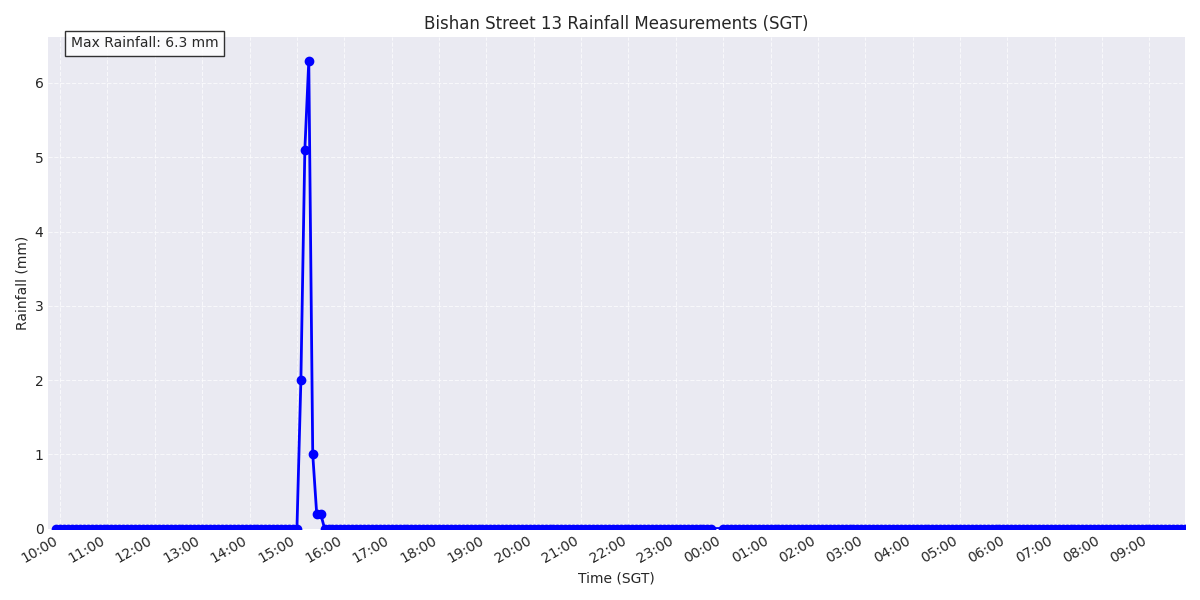 Bishan Street 13 Rainfall Measurements (SGT)
Max Rainfall: 6.3 mm
Rainfall (mm)
6
5
4
3
2
1
0
10:00 11:00 12:00 13:00 14:00 15:00 16:00 17:00 18:00 19:00 20:00 21:00 22:00 23:00 00:00 01:00 02:00 03:00 04:00 05:00 06:00 07:00 08:00 09:00
Time (SGT)